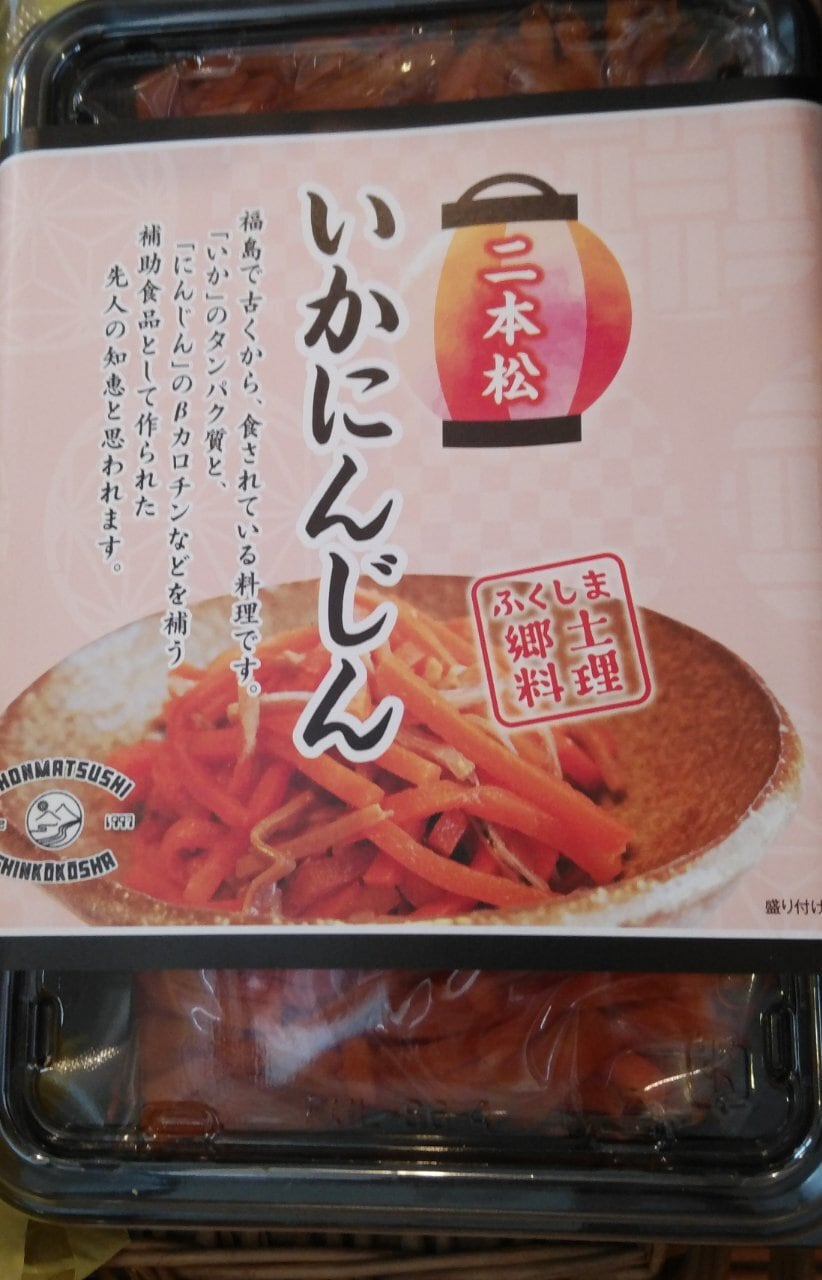 二本松
いかにんじん
福島で古くから、食されている料理です。
「いか」のタンパク質と、
「にんじん」のβカロチンなどを補う
補助食品として作られた
先人の知恵と思われます。
ふくしま
郷土
料理
HONMATSUSHI
1997
SHINKOKOSHA
盛り付け